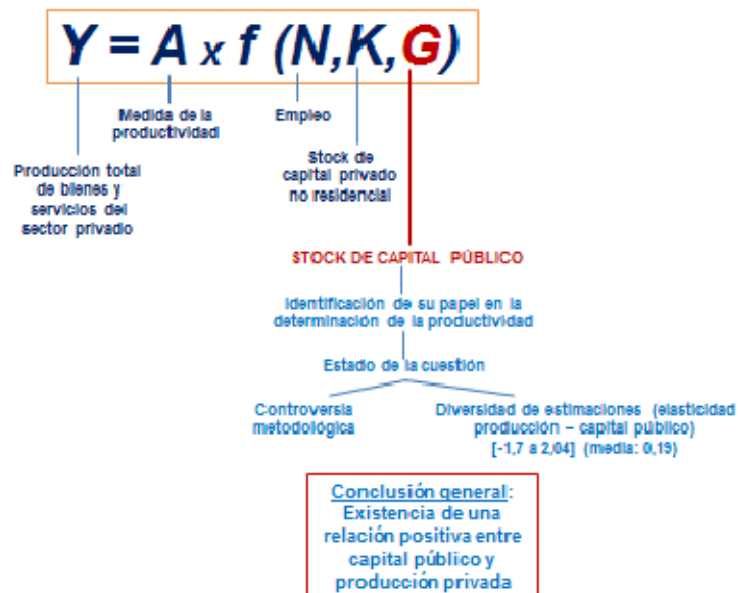 Y = A x f (N,K,G)
Medida de la
productividad
Empleo
Producción total
de bienes y
servicios del
sector privado
Stock de
capital privado
no residencial
STOCK DE CAPITAL PÚBLICO
Identificación de su papel en la
determinación de la productividad
Estadio de la cuestión
Controversia
metodológica
Diversidad de estimaciones (elasticidad
producción – capital público)
[-1,7 a 2,04] (media: 0,19)
Conclusión general:
Existencia de una
relación positiva entre
capital público y
producción privada